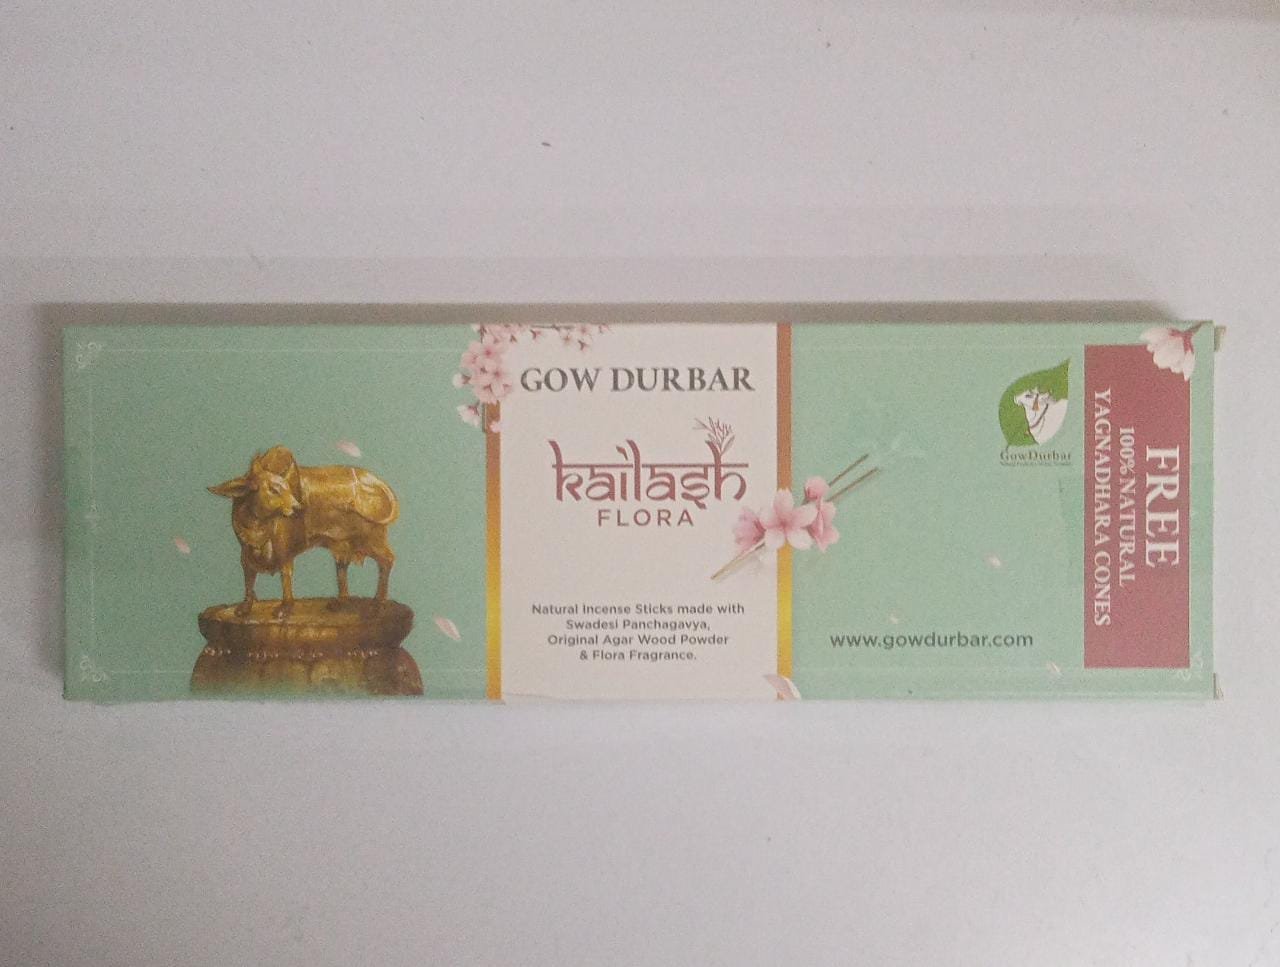 GOW DURBAR
kailash
FLORA
Natural Incense Sticks made with
Swadesi Panchagavya,
Original Agar Wood Powder
& Flora Fragrance.
GowDurbar
www.gowdurbar.com
FREE
100% NATURAL
YAGNADHARA CONES